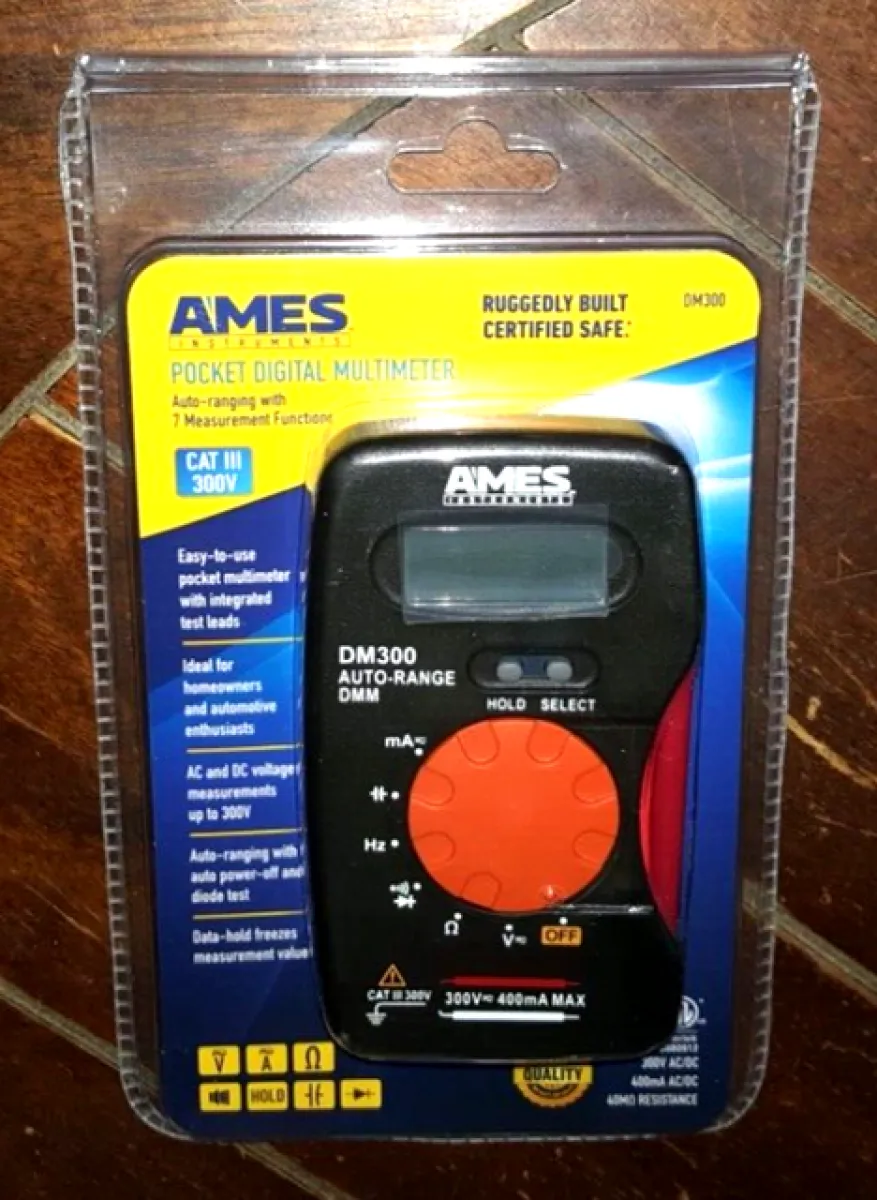 AMES
INSTRUMENTS
RUGGEDLY BUILT
CERTIFIED SAFE.
DM300
POCKET DIGITAL MULTIMETER
Auto-ranging with
7 Measurement Functions
CAT III
300V
Easy-to-use
pocket multimeter
with integrated
test leads
Ideal for
homeowners
and automotive
enthusiasts
AC and DC voltage
measurements
up to 300V
Auto-ranging with
auto power-off and
diode test
Data-hold freezes
measurement value
AMES
INSTRUMENTS
DM300
AUTO-RANGE
DMM
HOLD SELECT
mA
Hz
Ω
V
OFF
CAT III 300V
300V 400mA MAX
V A Ω
HOLD
QUALITY
300V AC/DC
400mA AC/DC
40MΩ RESISTANCE